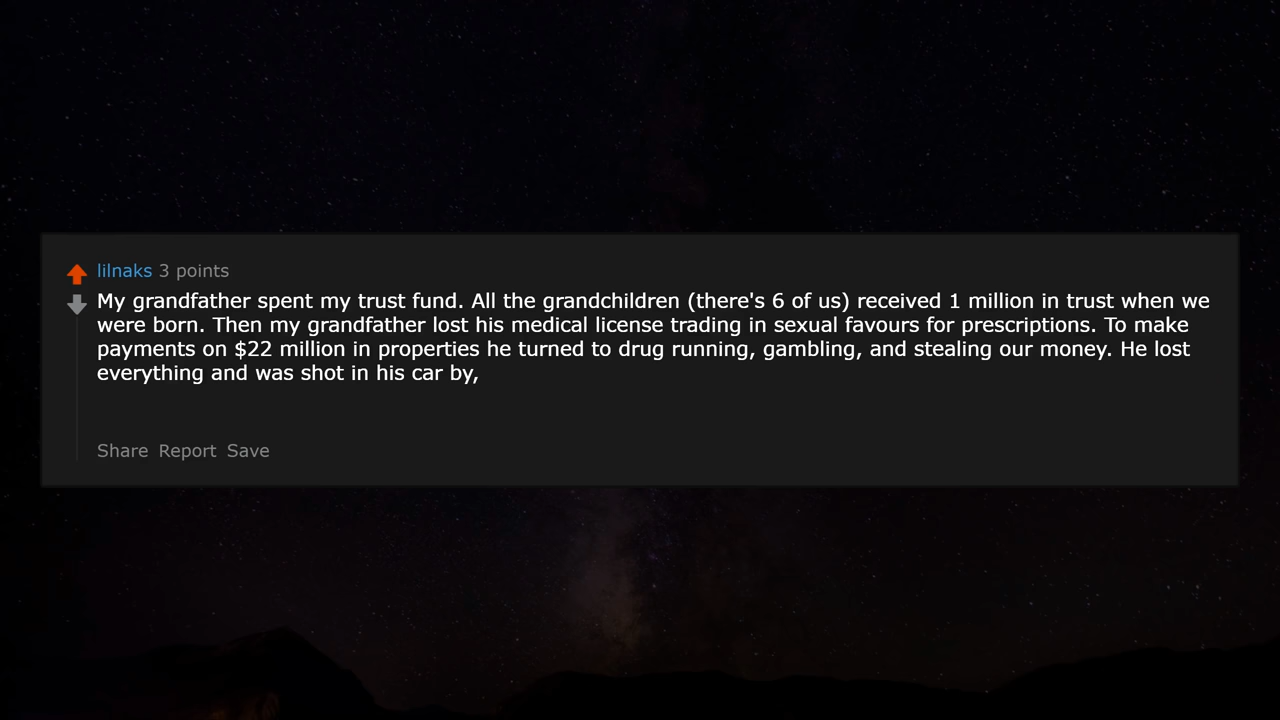 lilnaks 3 points
My grandfather spent my trust fund. All the grandchildren (there's 6 of us) received 1 million in trust when we
were born. Then my grandfather lost his medical license trading in sexual favours for prescriptions. To make
payments on $22 million in properties he turned to drug running, gambling, and stealing our money. He lost
everything and was shot in his car by,
Share Report Save